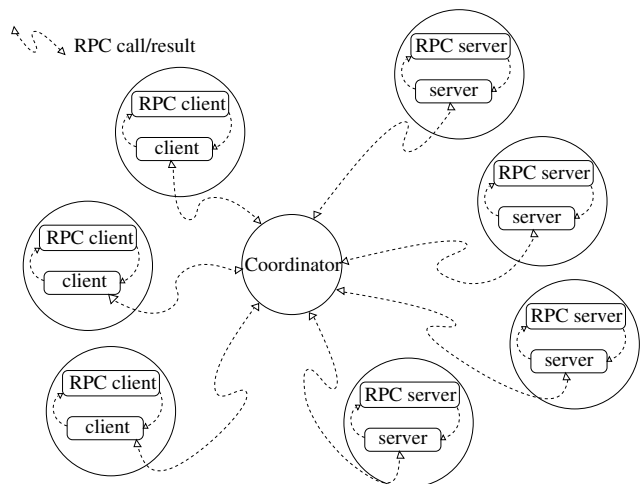 RPC call/result
RPC server
server
RPC client
client
RPC server
server
RPC client
client
Coordinator
RPC server
server
RPC client
client
RPC server
server